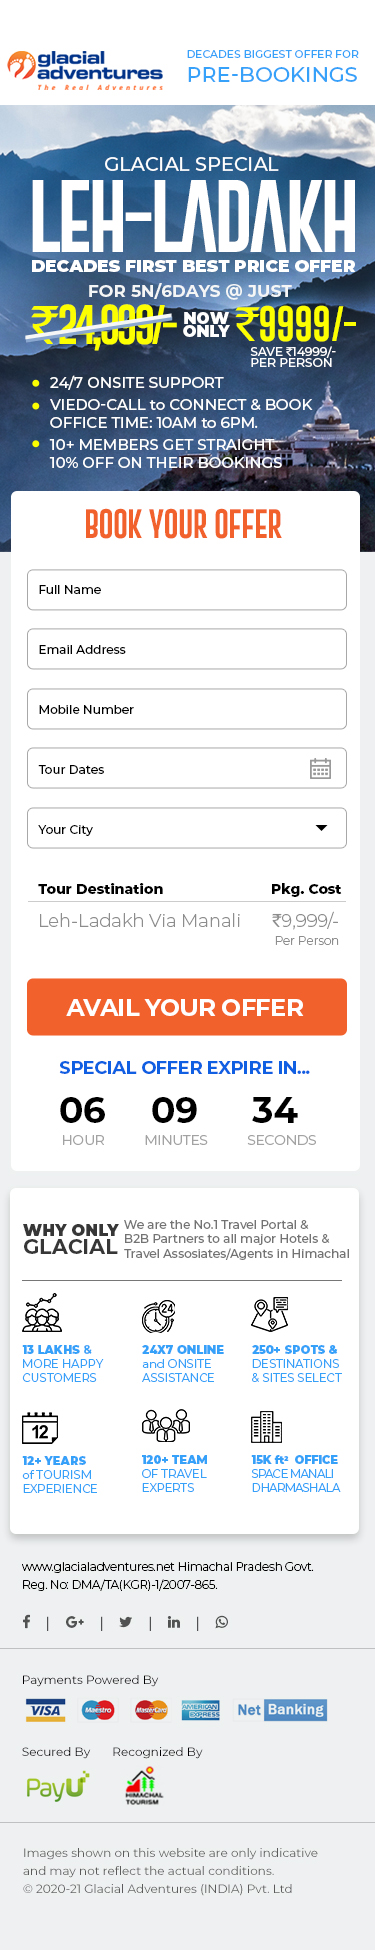 glacial
adventures
The Real Adventures
DECADES BIGGEST OFFER FOR
PRE-BOOKINGS
GLACIAL SPECIAL
LEH-LADAKH
DECADES FIRST BEST PRICE OFFER
FOR 5N/6DAYS @ JUST
₹24,999/- NOW ONLY ₹9999/-
SAVE ₹14999/-
PER PERSON
24/7 ONSITE SUPPORT
VIEDO-CALL to CONNECT & BOOK
OFFICE TIME: 10AM to 6PM.
10+ MEMBERS GET STRAIGHT
10% OFF ON THEIR BOOKINGS
BOOK YOUR OFFER
Full Name
Email Address
Mobile Number
Tour Dates
Your City
Tour Destination Pkg. Cost
Leh-Ladakh Via Manali ₹9,999/-
Per Person
AVAIL YOUR OFFER
SPECIAL OFFER EXPIRE IN...
06 09 34
HOUR MINUTES SECONDS
WHY ONLY
GLACIAL
We are the No.1 Travel Portal &
B2B Partners to all major Hotels &
Travel Assosiates/Agents in Himachal
13 LAKHS &
MORE HAPPY
CUSTOMERS
24
24X7 ONLINE
and ONSITE
ASSISTANCE
250+ SPOTS &
DESTINATIONS
& SITES SELECT
12
12+ YEARS
of TOURISM
EXPERIENCE
120+ TEAM
OF TRAVEL
EXPERTS
15K ft² OFFICE
SPACE MANALI
DHARMASHALA
www.glacialadventures.net Himachal Pradesh Govt.
Reg. No: DMA/TA(KGR)-1/2007-865.
f | G+ | | in |
Payments Powered By
VISA Maestro MasterCard AMERICAN EXPRESS Net Banking
Secured By Recognized By
PayU HIMACHAL TOURISM
Images shown on this website are only indicative
and may not reflect the actual conditions.
© 2020-21 Glacial Adventures (INDIA) Pvt. Ltd